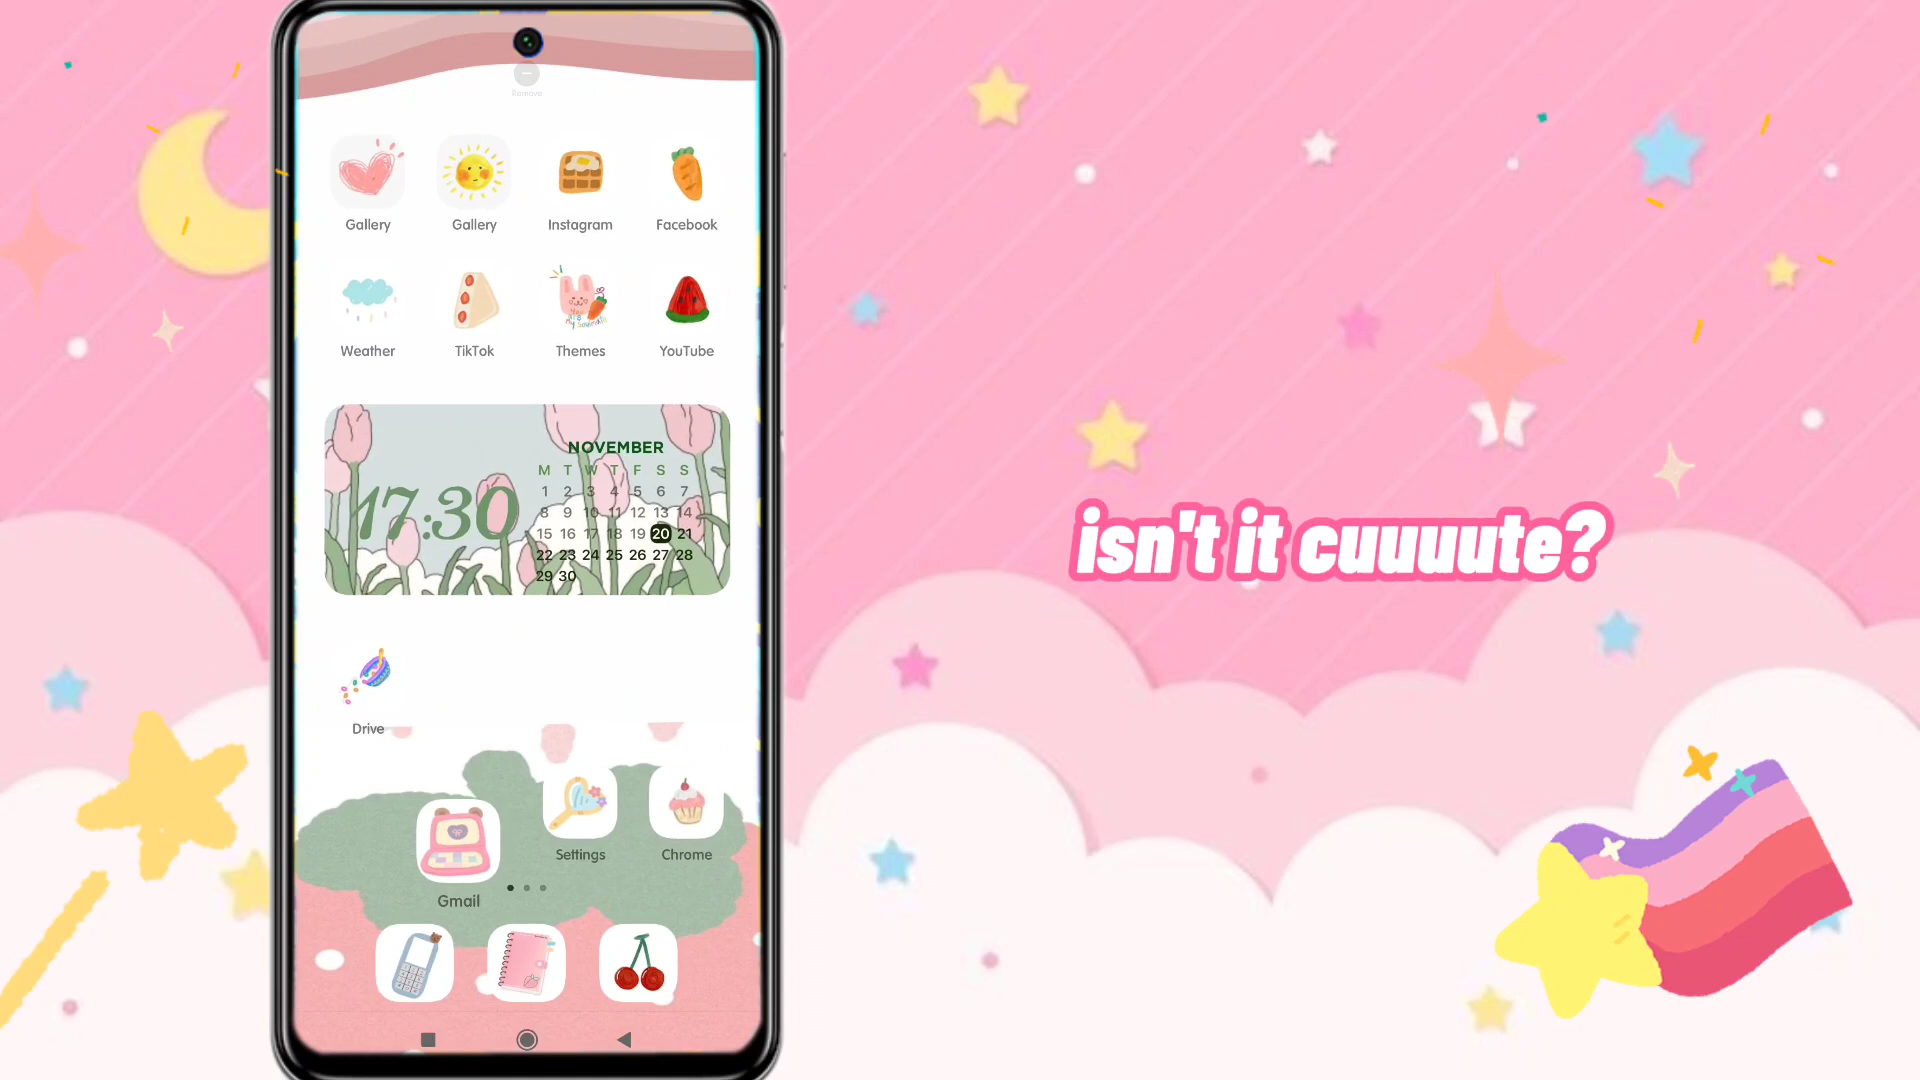 Remove
Gallery
Gallery
Instagram
Facebook
Weather
TikTok
Themes
YouTube
17:30
NOVEMBER
M T W T F S S
1 2 3 4 5 6 7
8 9 10 11 12 13 14
15 16 17 18 19 20 21
22 23 24 25 26 27 28
29 30
isn't it cuuuute?
Drive
Settings
Chrome
Gmail